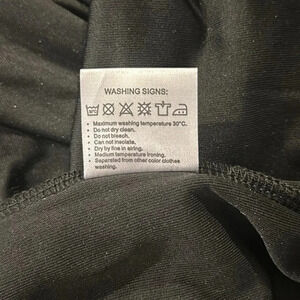 WASHING SIGNS:
• Maximum washing temperature 30°C.
• Do not dry clean.
• Do not bleach.
• Can not insolate.
• Dry by line in airing.
• Medium temperature ironing.
• Separated from other color clothes
washing.